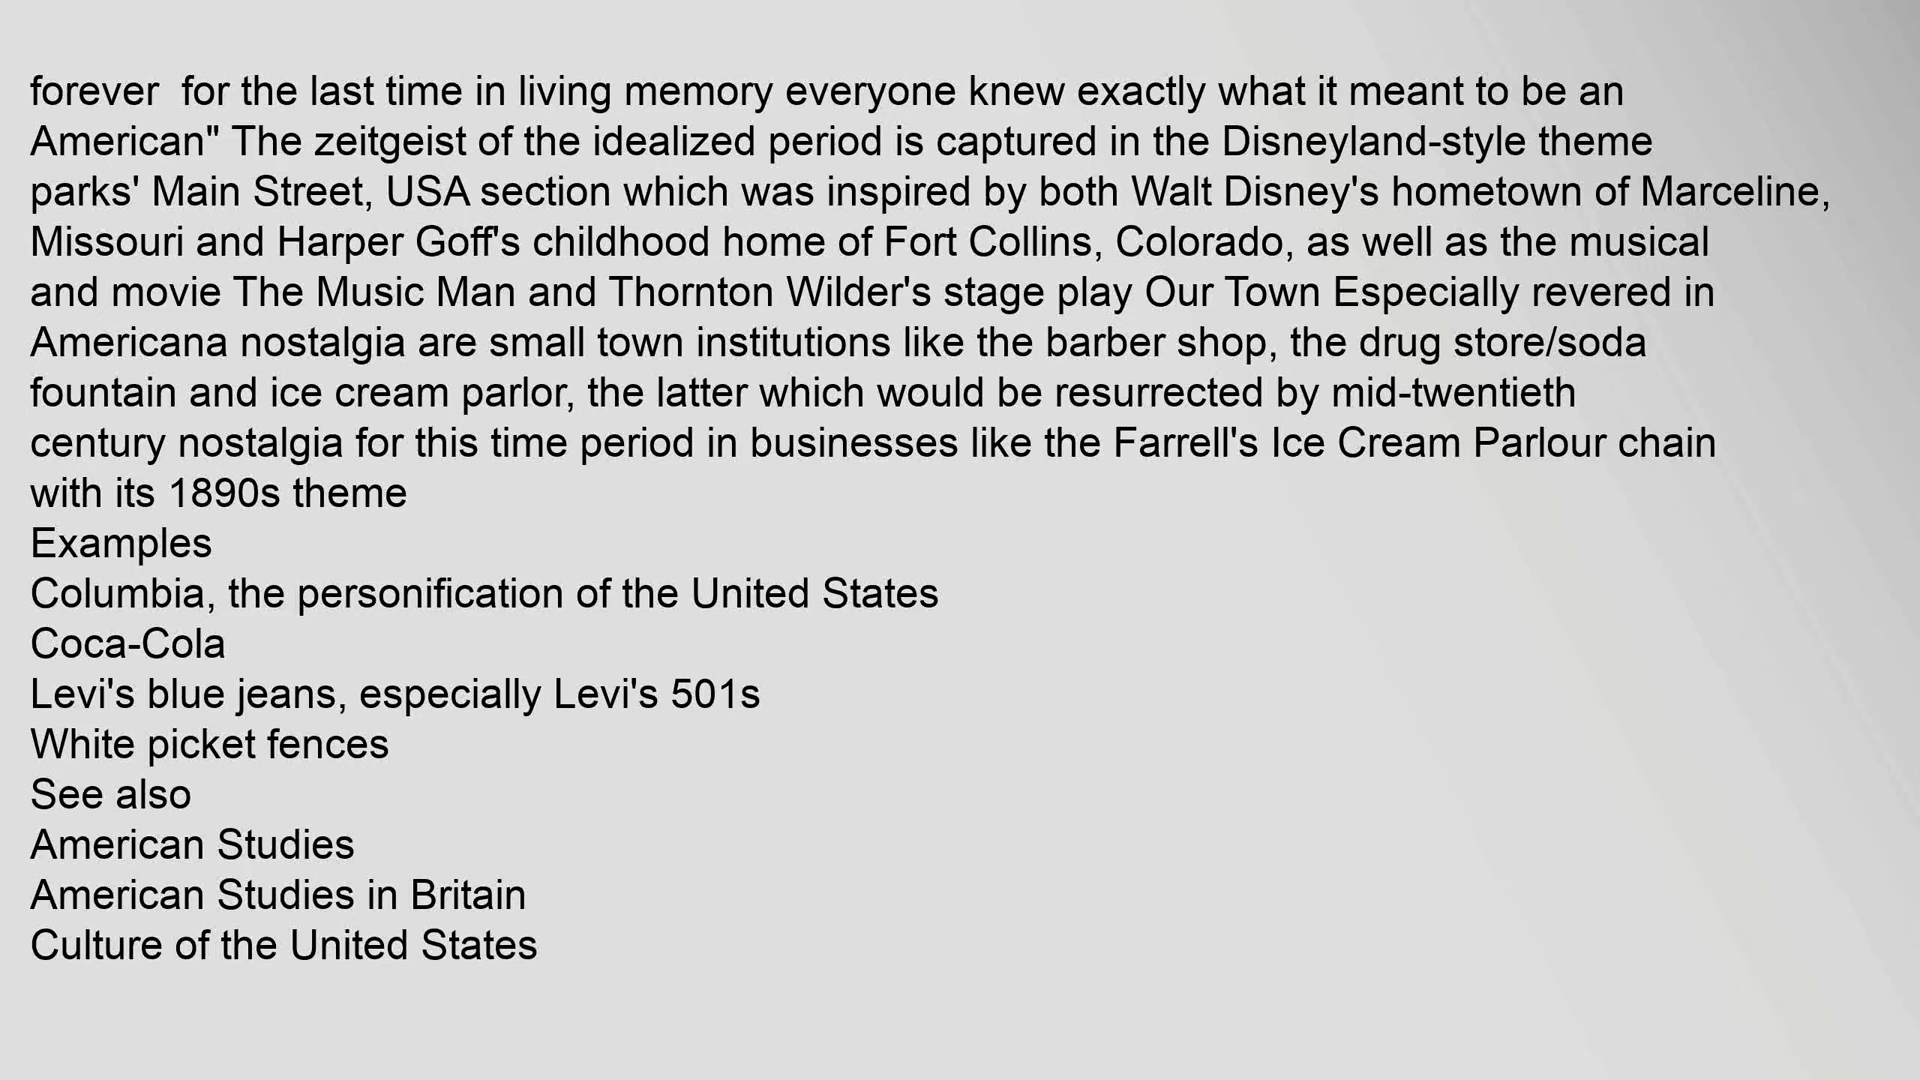 forever  for the last time in living memory everyone knew exactly what it meant to be an
American" The zeitgeist of the idealized period is captured in the Disneyland-style theme
parks' Main Street, USA section which was inspired by both Walt Disney's hometown of Marceline,
Missouri and Harper Goff's childhood home of Fort Collins, Colorado, as well as the musical
and movie The Music Man and Thornton Wilder's stage play Our Town Especially revered in
Americana nostalgia are small town institutions like the barber shop, the drug store/soda
fountain and ice cream parlor, the latter which would be resurrected by mid-twentieth
century nostalgia for this time period in businesses like the Farrell's Ice Cream Parlour chain
with its 1890s theme
Examples
Columbia, the personification of the United States
Coca-Cola
Levi's blue jeans, especially Levi's 501s
White picket fences
See also
American Studies
American Studies in Britain
Culture of the United States